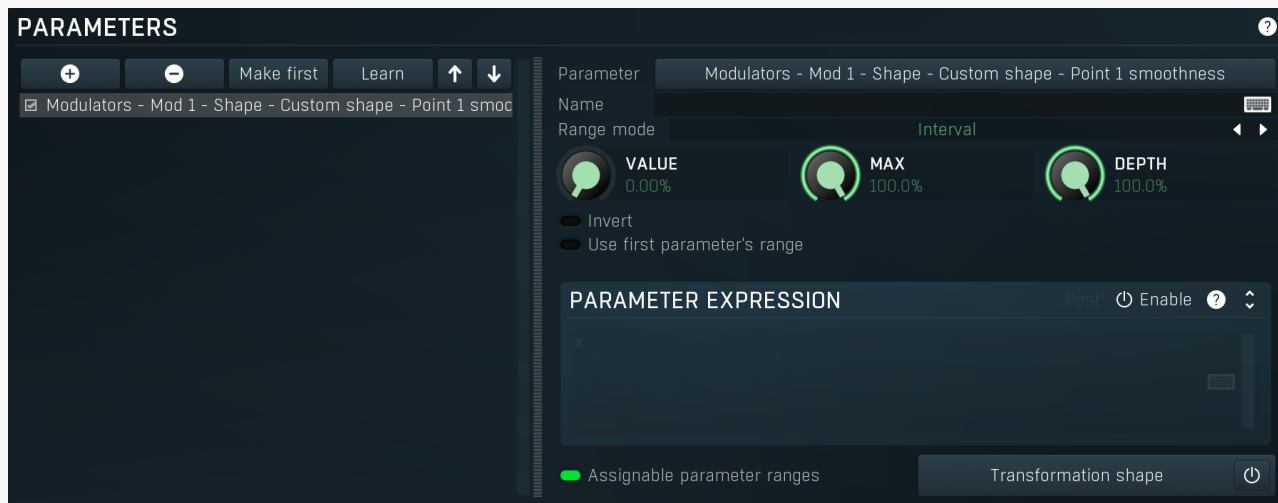 PARAMETERS
Make first Learn
Modulators - Mod 1 - Shape - Custom shape - Point 1 smoc
Parameter Modulators - Mod 1 - Shape - Custom shape - Point 1 smoothness
Name
Range mode Interval
VALUE MAX DEPTH
0.00% 100.0% 100.0%
Invert
Use first parameter's range
PARAMETER EXPRESSION Post Enable ?
x
Assignable parameter ranges Transformation shape